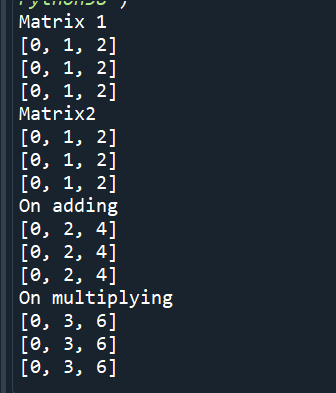 Matrix 1
[0, 1, 2]
[0, 1, 2]
[0, 1, 2]
Matrix2
[0, 1, 2]
[0, 1, 2]
[0, 1, 2]
On adding
[0, 2, 4]
[0, 2, 4]
[0, 2, 4]
On multiplying
[0, 3, 6]
[0, 3, 6]
[0, 3, 6]